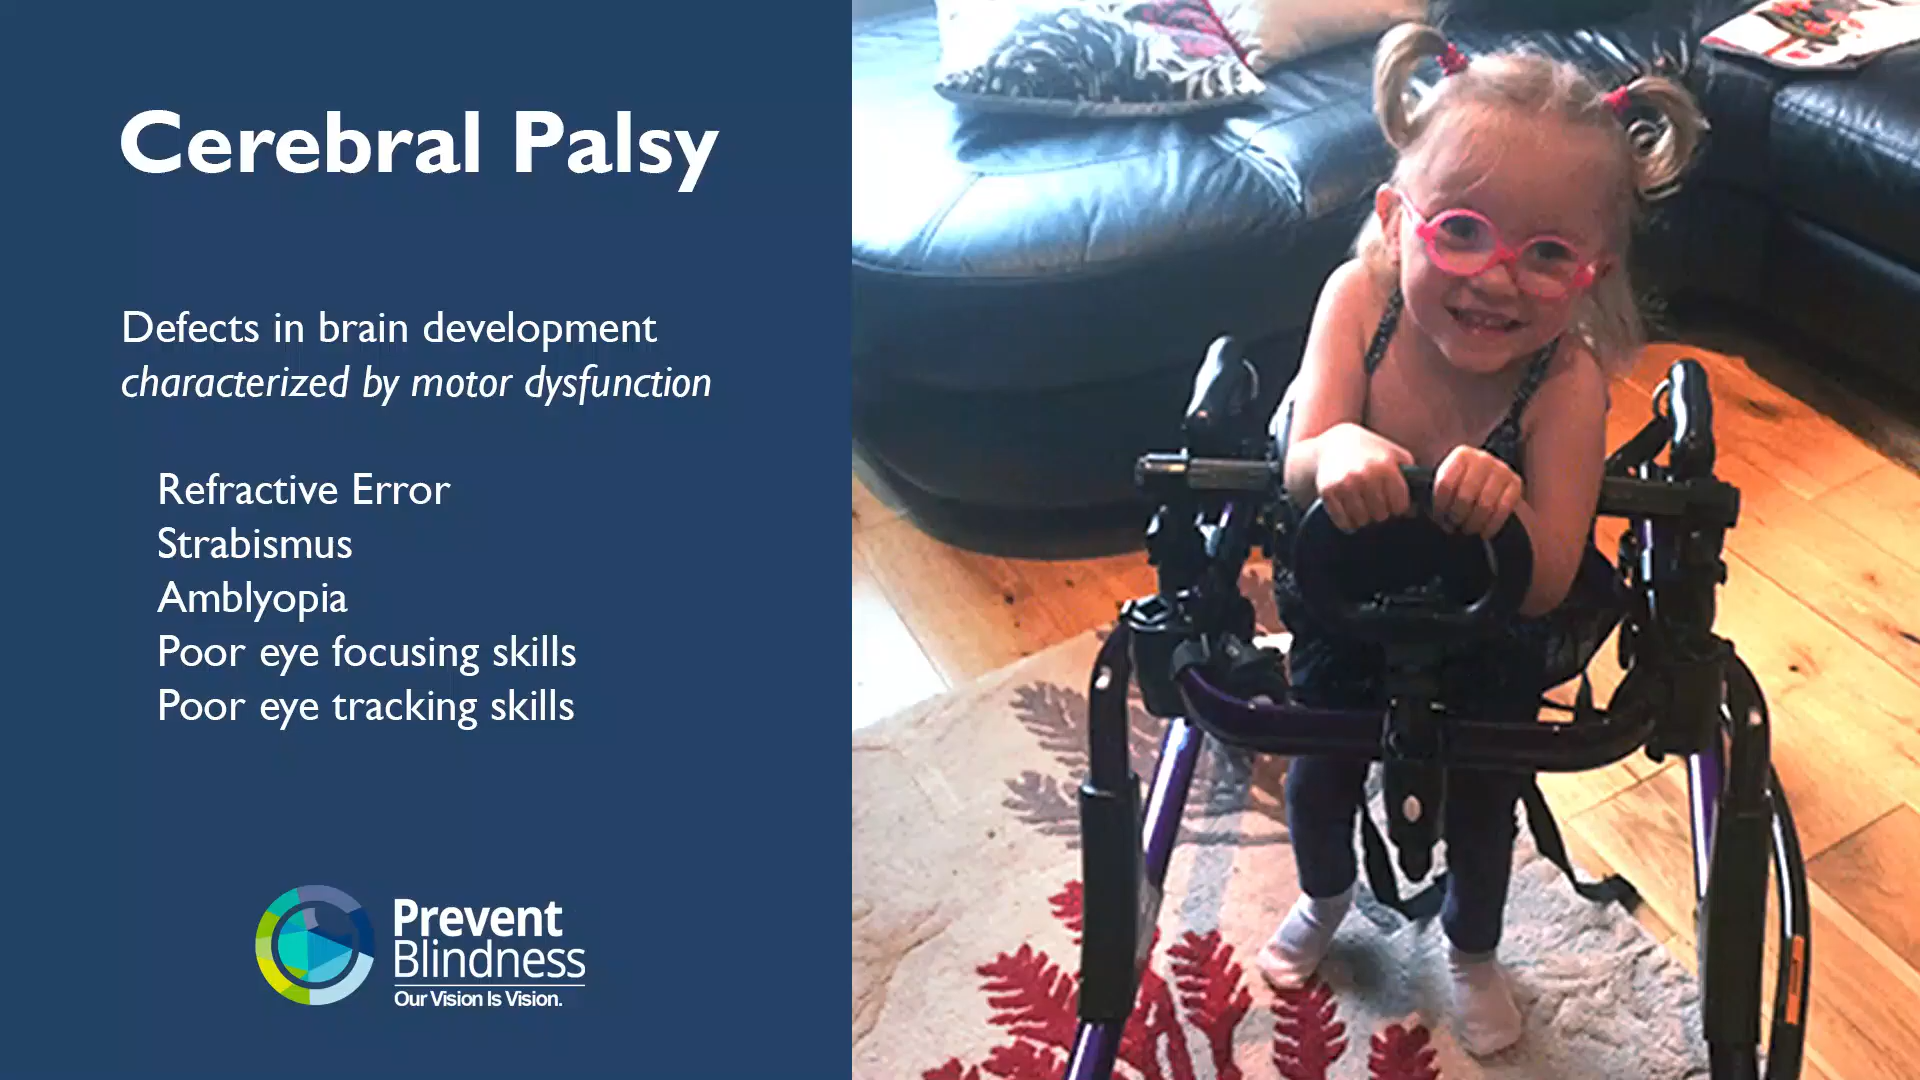 Cerebral Palsy
Defects in brain development
characterized by motor dysfunction
Refractive Error
Strabismus
Amblyopia
Poor eye focusing skills
Poor eye tracking skills
Prevent
Blindness
Our Vision Is Vision.